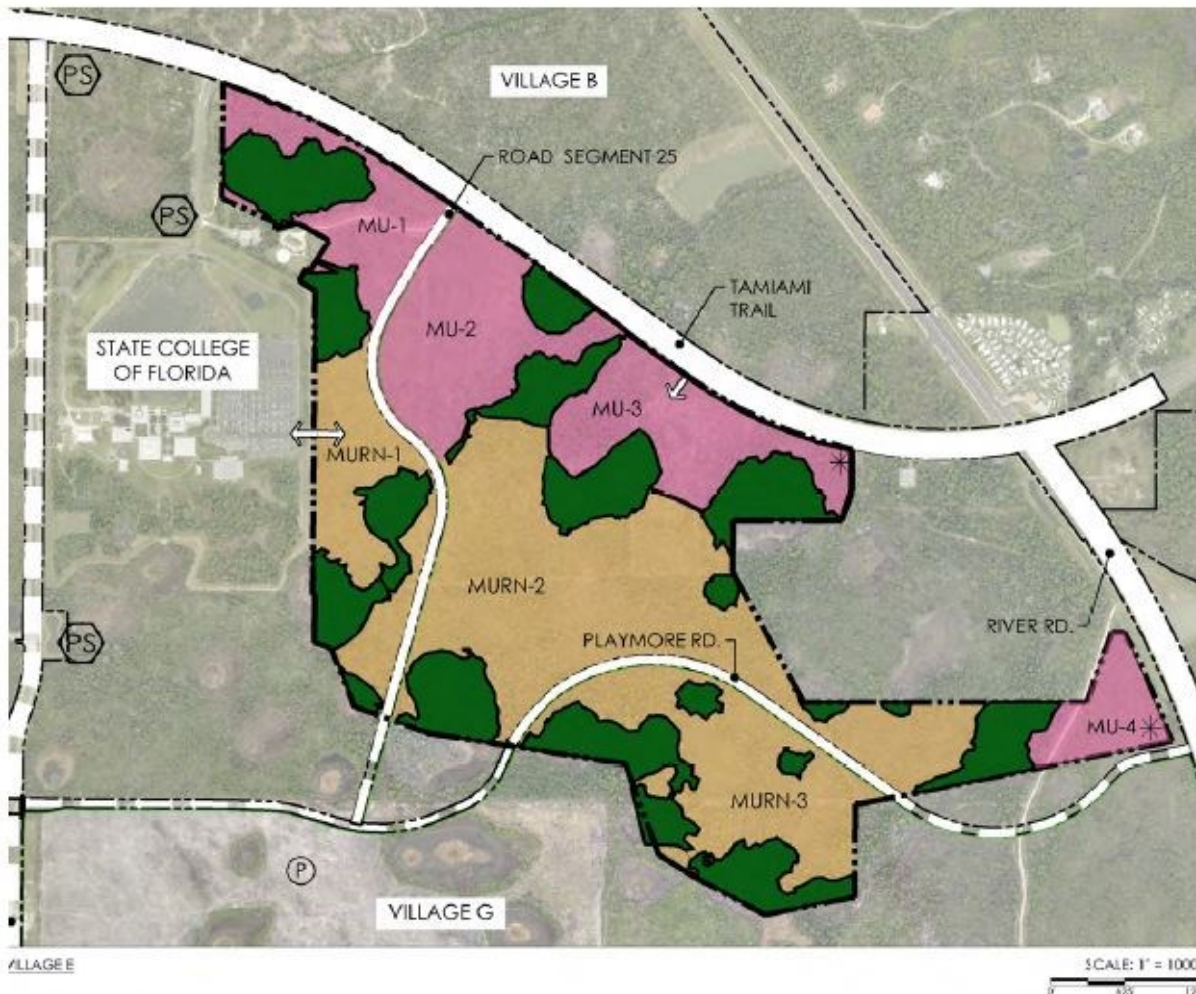 PS
VILLAGE B
ROAD SEGMENT 25
PS
MU-1
TAMIAMI
TRAIL
MU-2
STATE COLLEGE
OF FLORIDA
MU-3
MURN-1
MURN-2
RIVER RD.
PS
PLAYMORE RD.
MU-4
MURN-3
P
VILLAGE G
VILLAGE E
SCALE: 1" = 1000
0